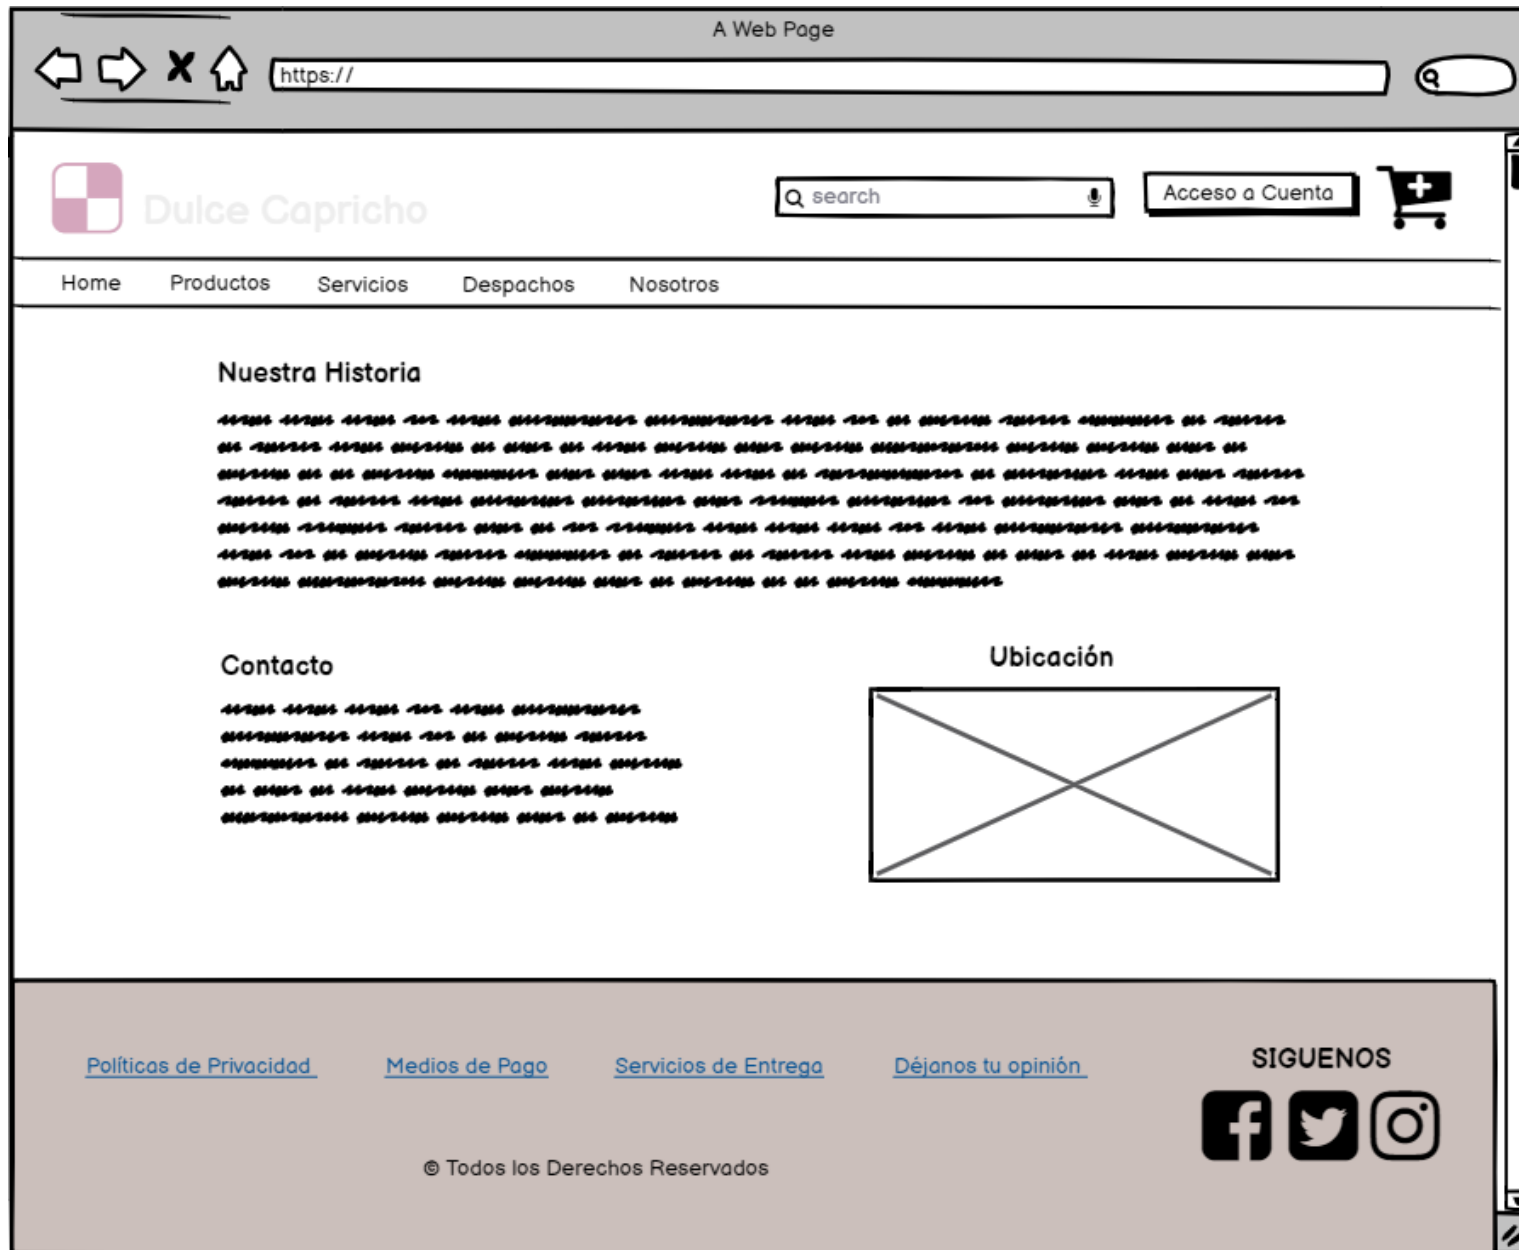 A Web Page
https://
Dulce Capricho
search
Acceso a Cuenta
Home Productos Servicios Despachos Nosotros
Nuestra Historia
Contacto
Ubicación
Políticas de Privacidad Medios de Pago Servicios de Entrega Déjanos tu opinión
SIGUENOS
© Todos los Derechos Reservados